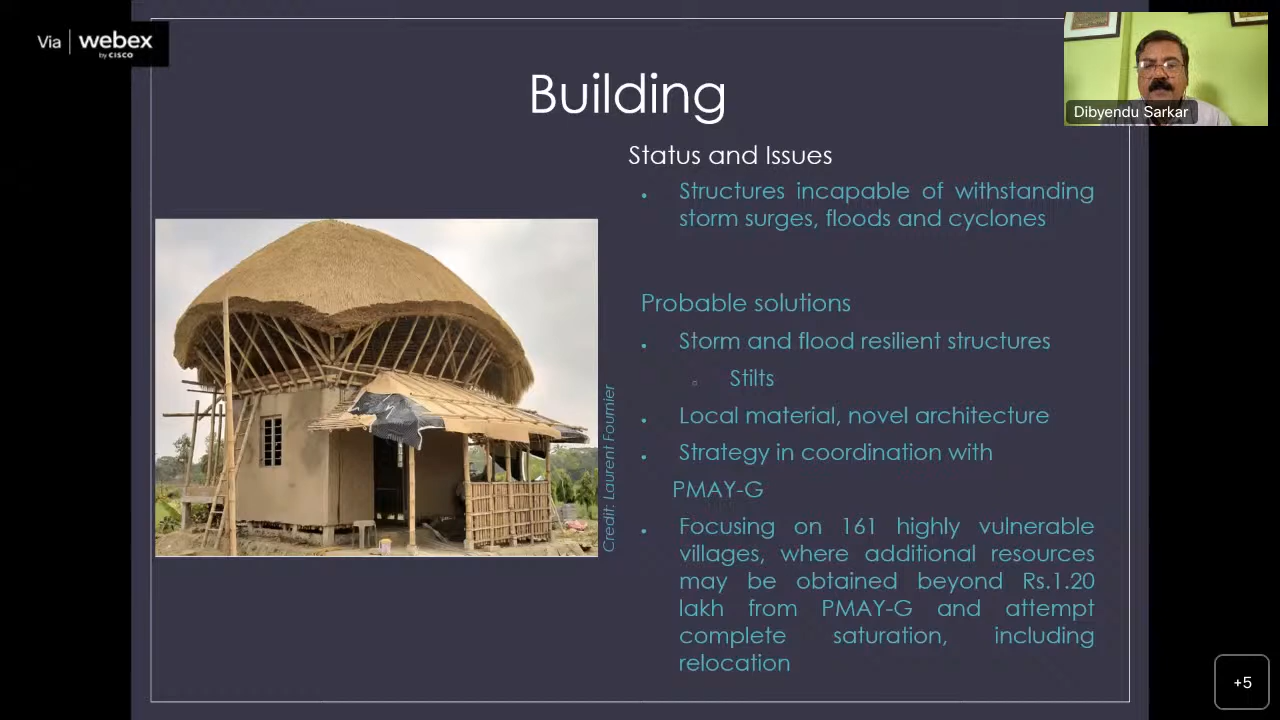 Via webex
by CISCO
Dibyendu Sarkar
Building
Status and Issues
Structures incapable of withstanding
storm surges, floods and cyclones
Probable solutions
Storm and flood resilient structures
Stilts
Local material, novel architecture
Strategy in coordination with
PMAY-G
Focusing on 161 highly vulnerable
villages, where additional resources
may be obtained beyond Rs.1.20
lakh from PMAY-G and attempt
complete saturation, including
relocation
Credit: Laurent Fournier
+5